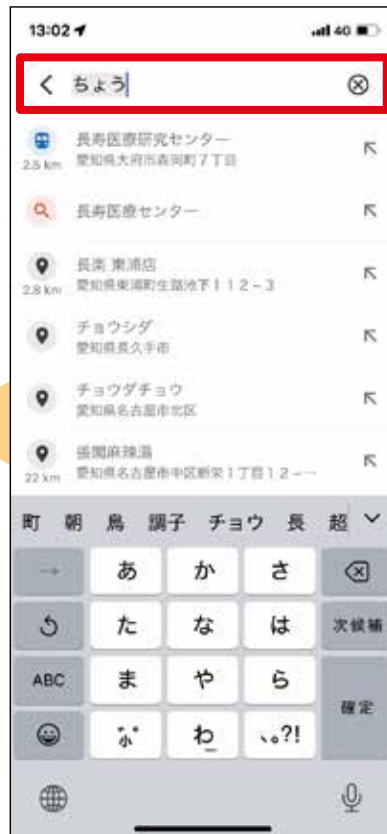 13:02
4G
ちょう
長寿医療研究センター
2.5 km 愛知県大府市森岡町7丁目
長寿医療センター
長楽 東浦店
2.8 km 愛知県東浦町生路池下112-3
チョウシダ
愛知県長久手市
チョウダチョウ
愛知県名古屋市北区
張聞麻辣湯
22 km 愛知県名古屋市中区新栄1丁目12-…
町 朝 鳥 調子 チョウ 長 超
→ あ か さ
た な は 次候補
ABC ま や ら
小 わ 、。?! 確定